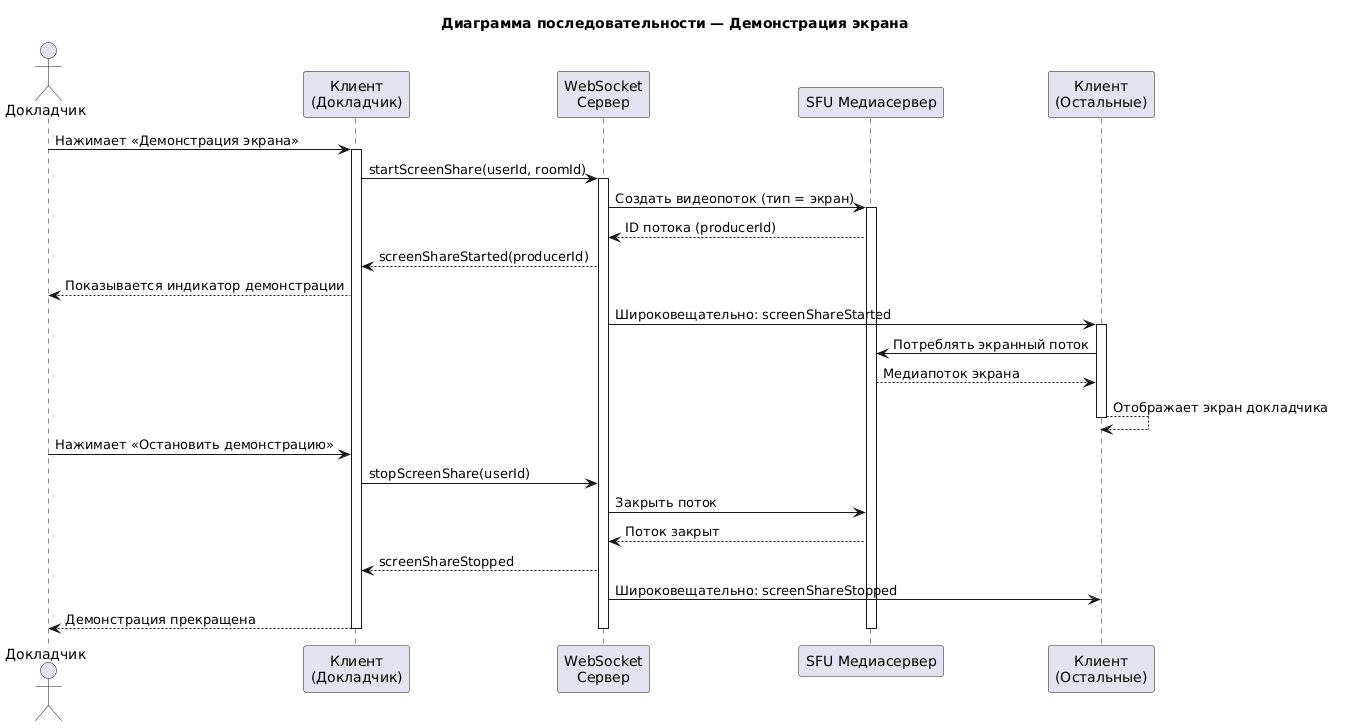 Диаграмма последовательности — Демонстрация экрана
Докладчик
Клиент
(Докладчик)
WebSocket
Сервер
SFU Медиасервер
Клиент
(Остальные)
Нажимает «Демонстрация экрана»
startScreenShare(userId, roomId)
Создать видеопоток (тип = экран)
ID потока (producerId)
screenShareStarted(producerId)
Показывается индикатор демонстрации
Широковещательно: screenShareStarted
Потреблять экранный поток
Медиапоток экрана
Отображает экран докладчика
Нажимает «Остановить демонстрацию»
stopScreenShare(userId)
Закрыть поток
Поток закрыт
screenShareStopped
Широковещательно: screenShareStopped
Демонстрация прекращена
Докладчик
Клиент
(Докладчик)
WebSocket
Сервер
SFU Медиасервер
Клиент
(Остальные)